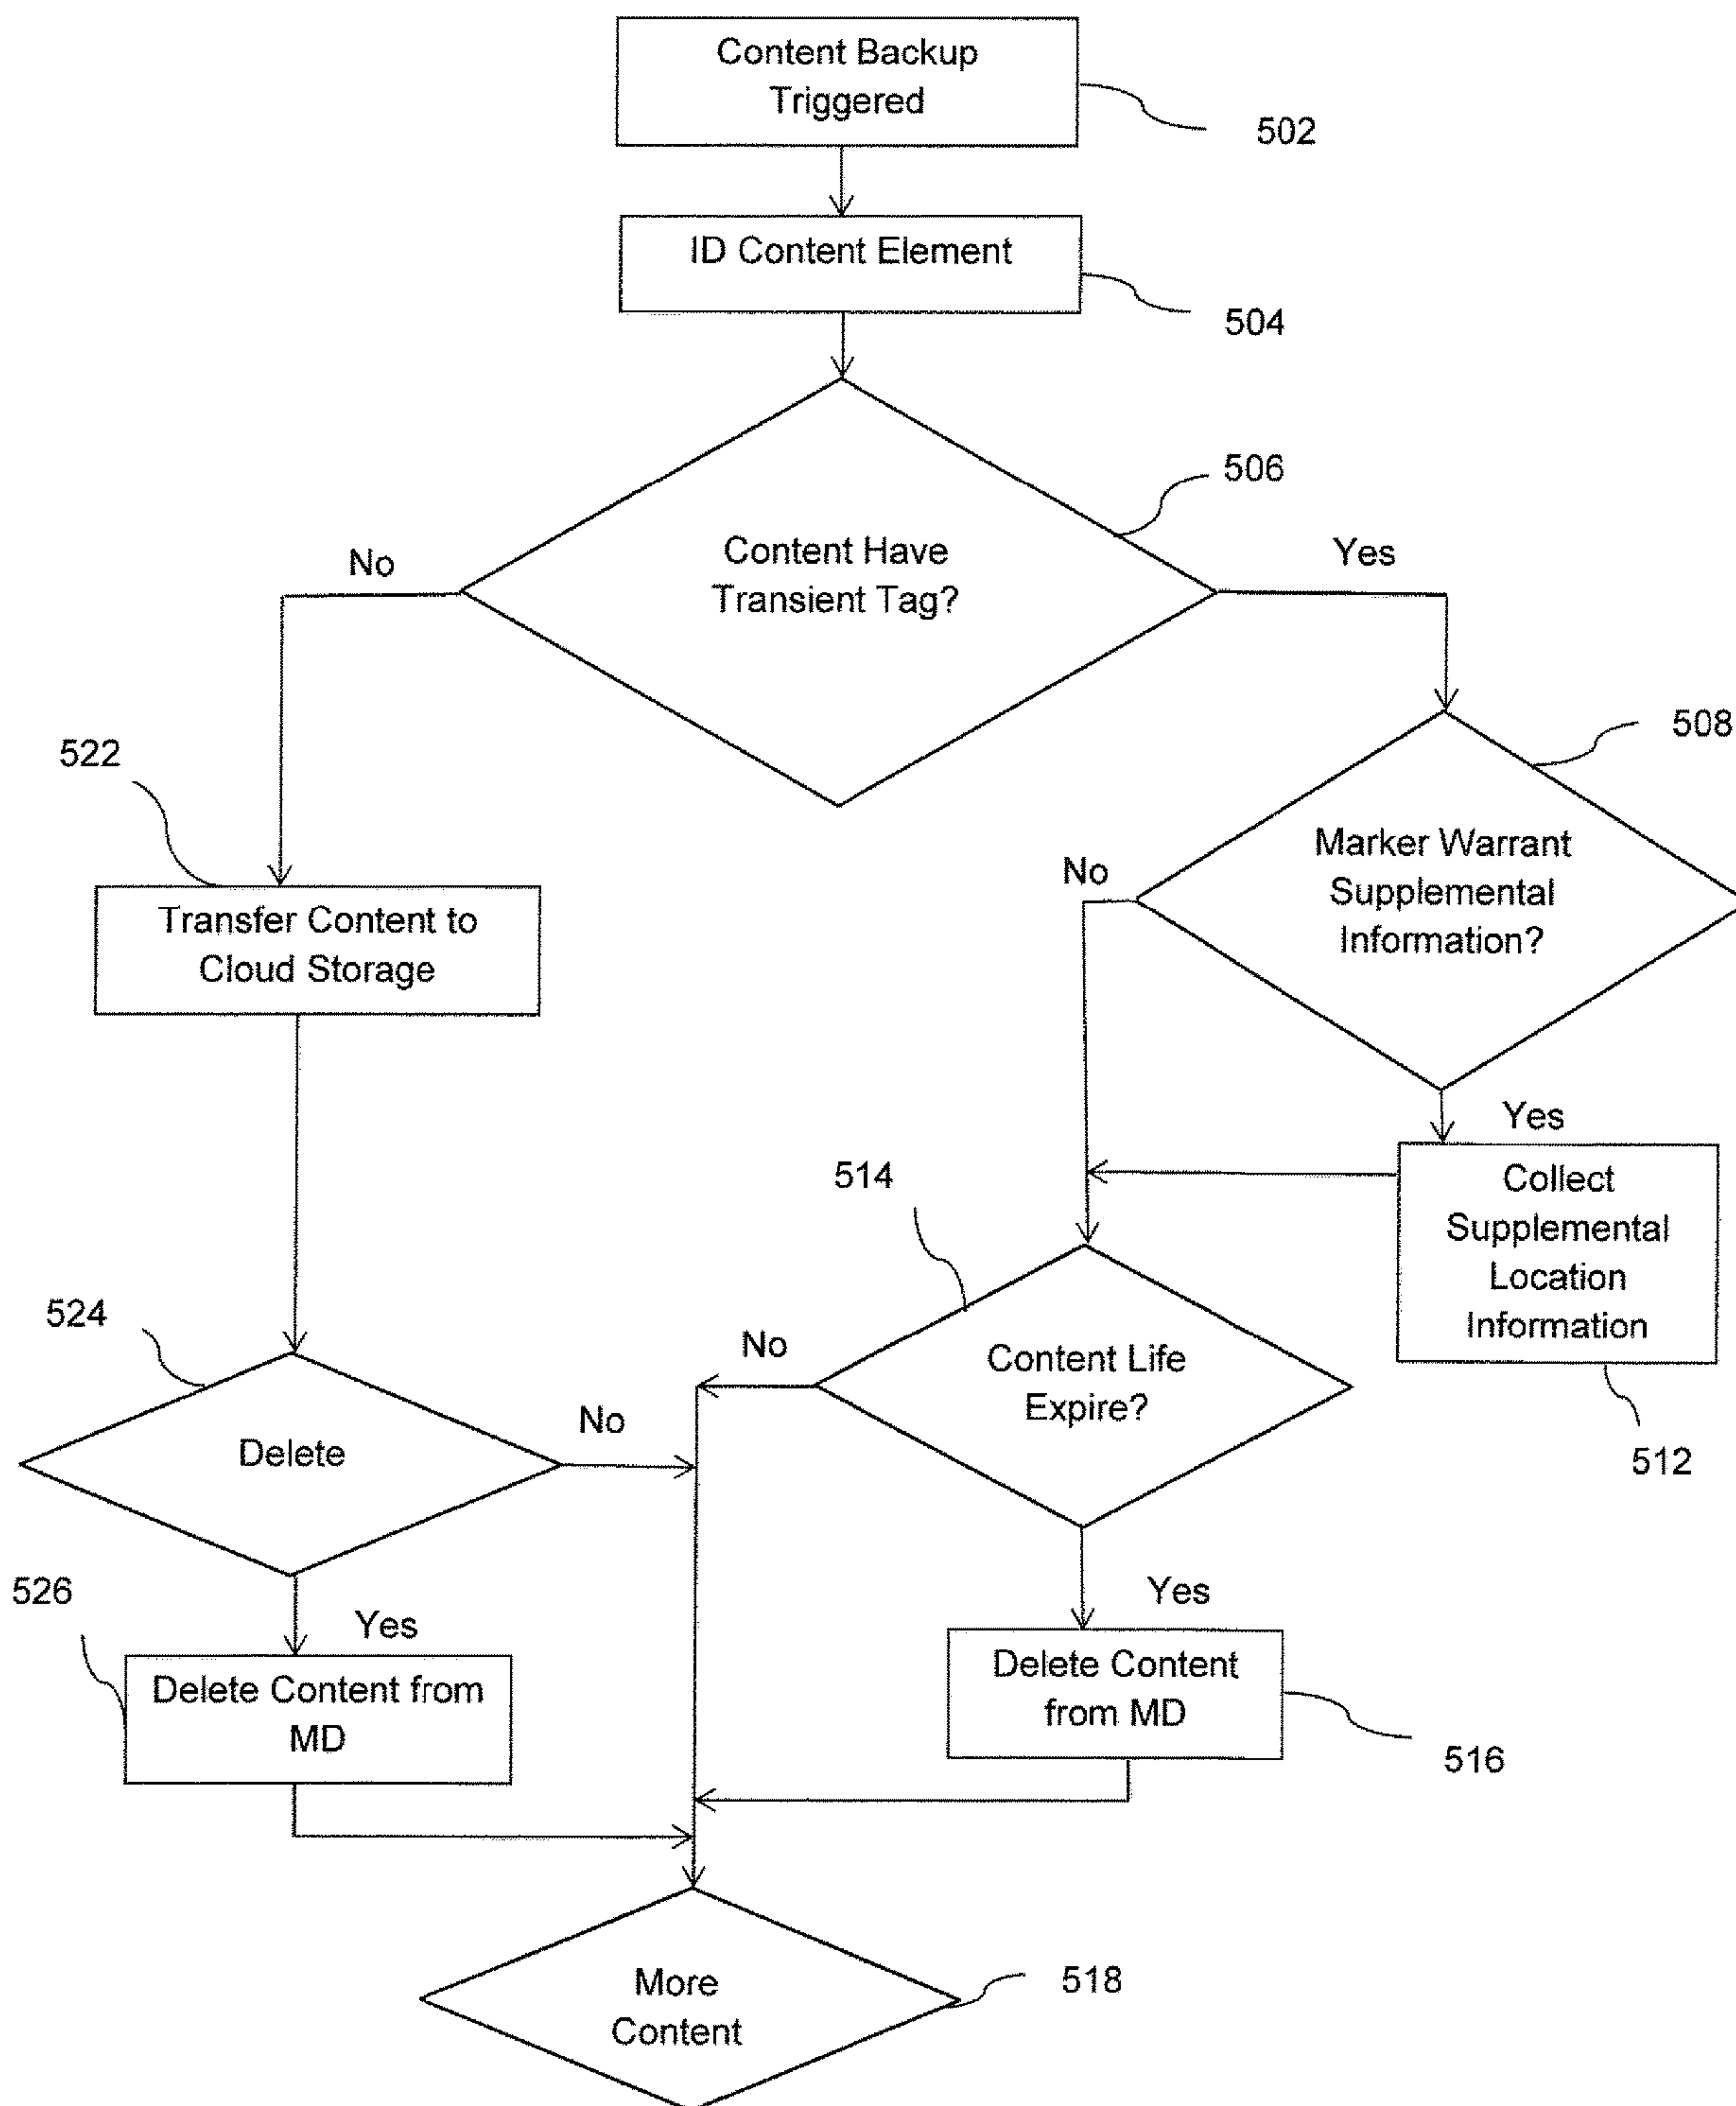 Content Backup
Triggered
502
ID Content Element
504
506
Content Have
Transient Tag?
No
Yes
508
Marker Warrant
Supplemental
Information?
No
522
Transfer Content to
Cloud Storage
Yes
Collect
Supplemental
Location
Information
512
514
Content Life
Expire?
No
524
Delete
No
Yes
526
Yes
Delete Content from
MD
Delete Content
from MD
516
More
Content
518